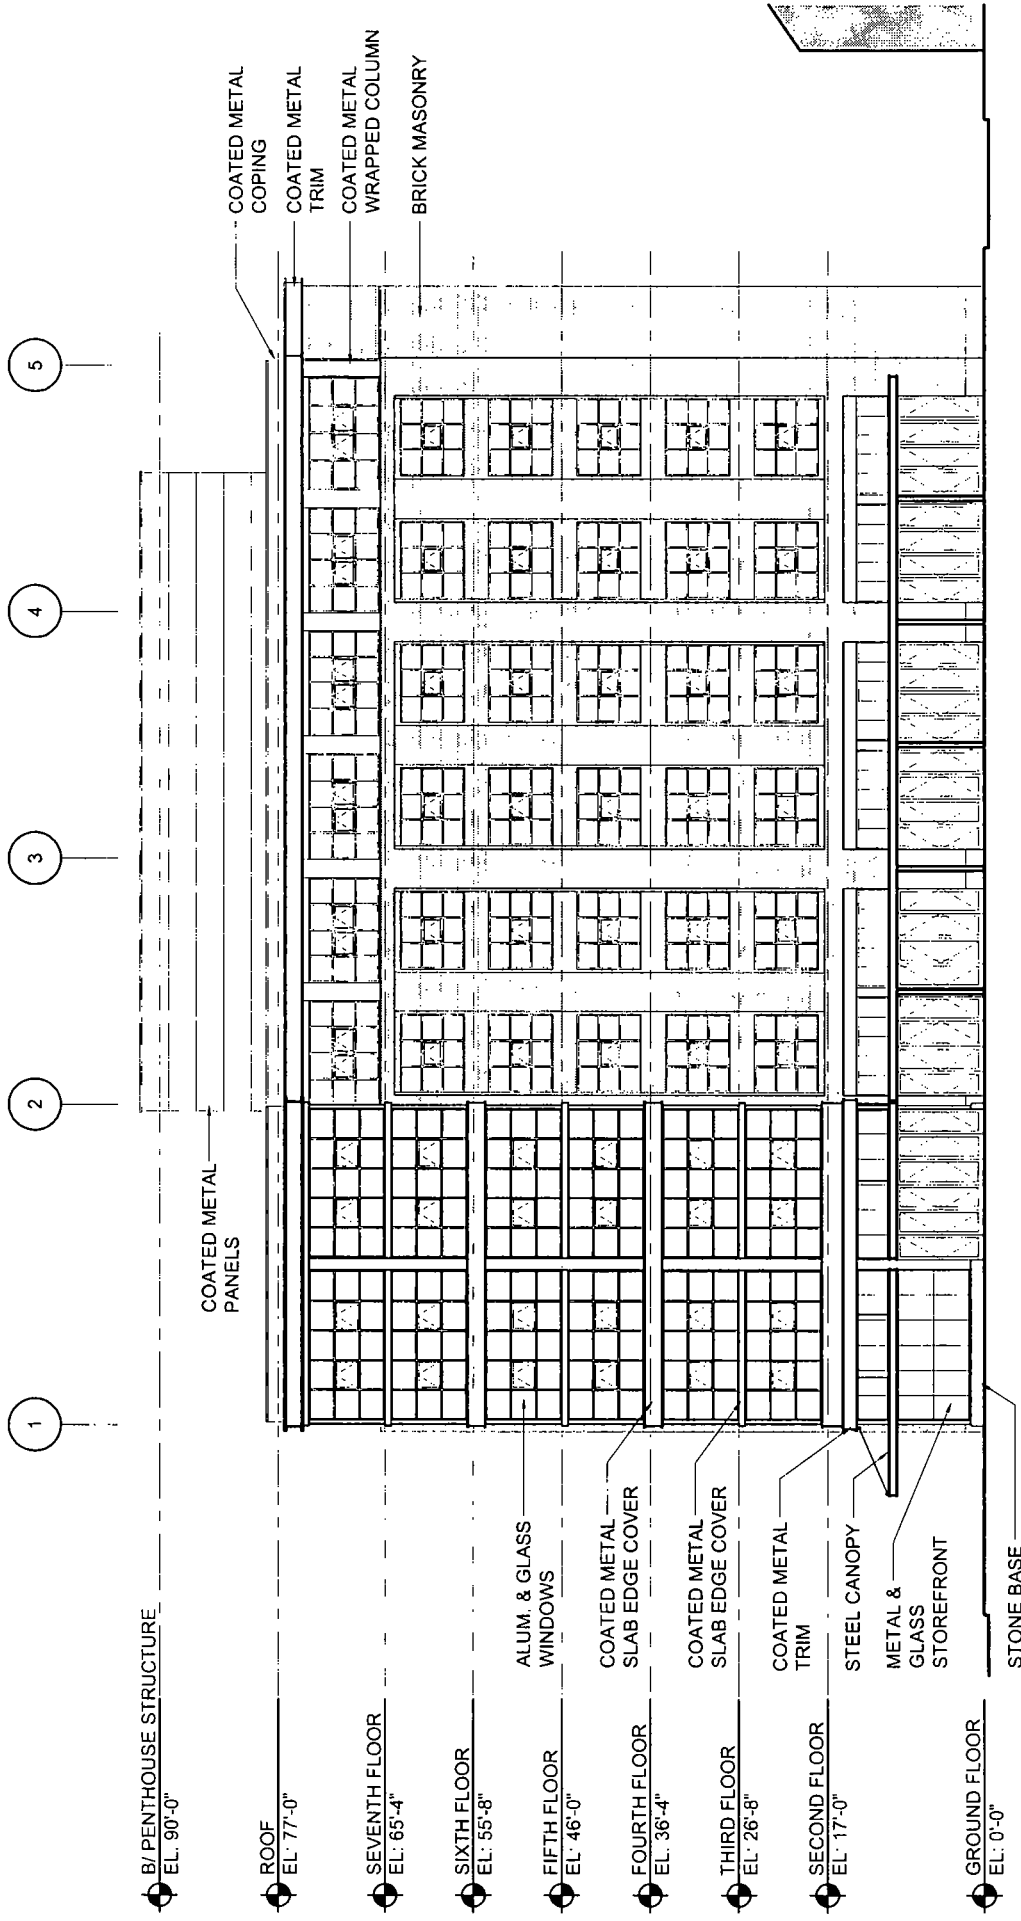 1
2
3
4
5
B/ PENTHOUSE STRUCTURE
EL: 90'-0"
ROOF
EL: 77'-0"
SEVENTH FLOOR
EL: 65'-4"
SIXTH FLOOR
EL: 55'-8"
FIFTH FLOOR
EL: 46'-0"
FOURTH FLOOR
EL. 36'-4"
THIRD FLOOR
EL: 26'-8"
SECOND FLOOR
EL: 17'-0"
GROUND FLOOR
EL: 0'-0"
COATED METAL
PANELS
ALUM. & GLASS
WINDOWS
COATED METAL
SLAB EDGE COVER
COATED METAL
SLAB EDGE COVER
COATED METAL
TRIM
STEEL CANOPY
METAL &
GLASS
STOREFRONT
STONE BASE
COATED METAL
COPING
COATED METAL
TRIM
COATED METAL
WRAPPED COLUMN
BRICK MASONRY